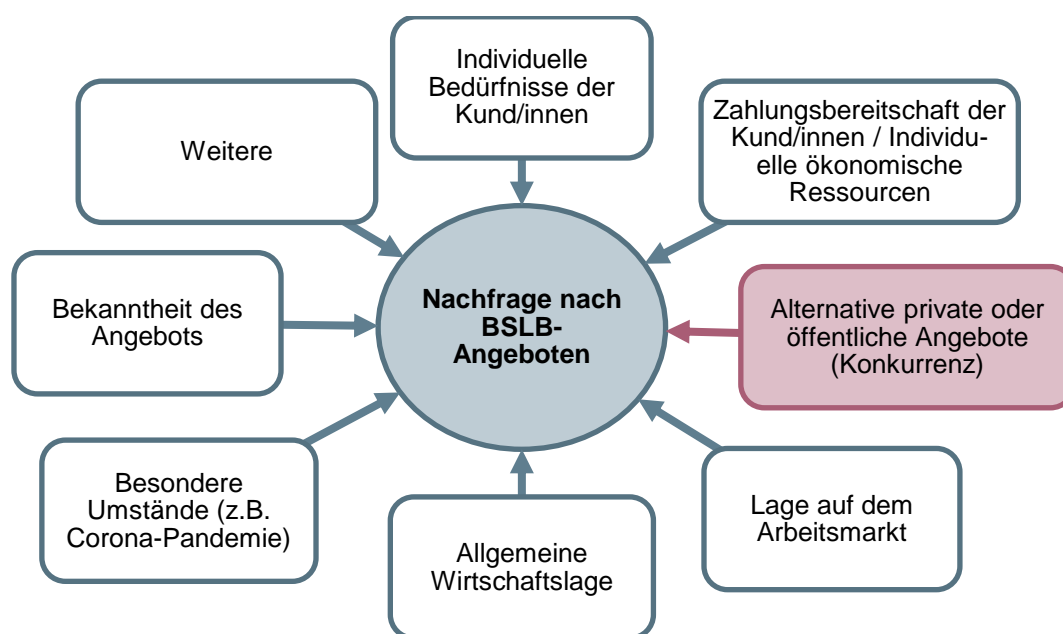 Individuelle
Bedürfnisse der
Kund/innen
Zahlungsbereitschaft der
Kund/innen / Individu-
elle ökonomische
Ressourcen
Weitere
Nachfrage nach
BSLB-
Angeboten
Bekanntheit des
Angebots
Alternative private oder
öffentliche Angebote
(Konkurrenz)
Besondere
Umstände (z.B.
Corona-Pandemie)
Allgemeine
Wirtschaftslage
Lage auf dem
Arbeitsmarkt